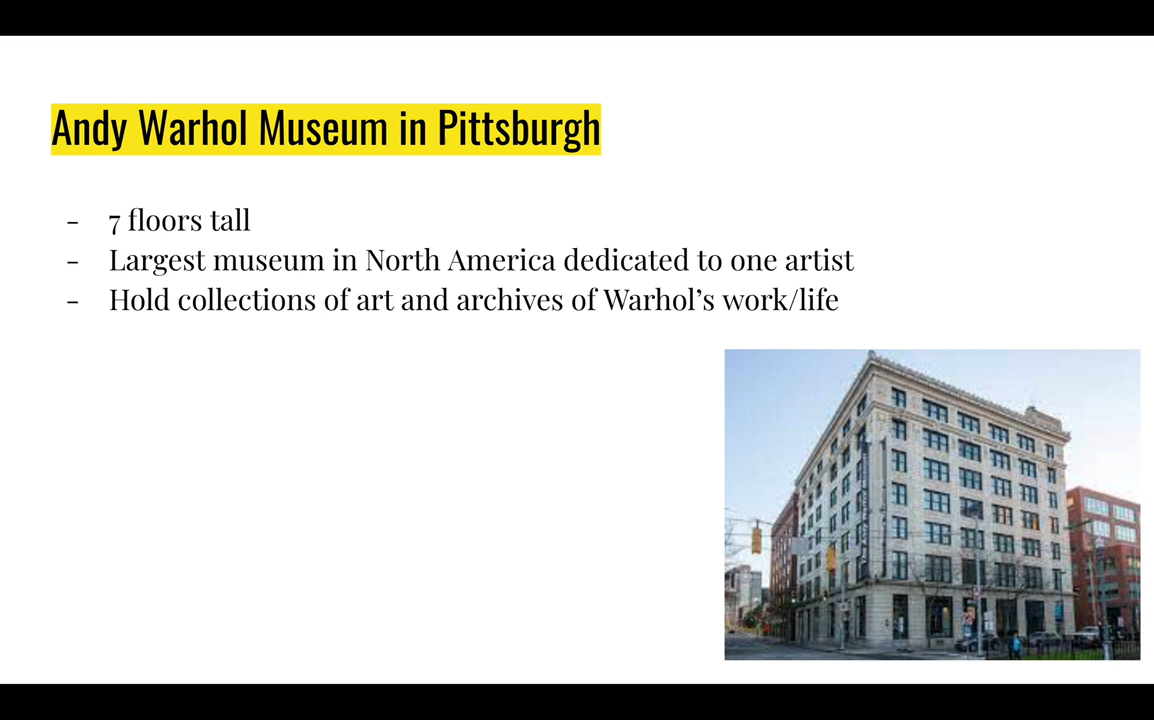 Andy Warhol Museum in Pittsburgh
- 7 floors tall
- Largest museum in North America dedicated to one artist
- Hold collections of art and archives of Warhol's work/life